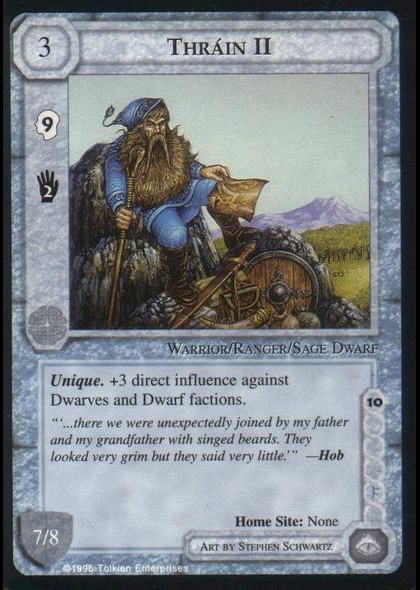 3
THRÁIN II
9
2
WARRIOR/RANGER/SAGE DWARF
Unique. +3 direct influence against
Dwarves and Dwarf factions.
“‘...there we were unexpectedly joined by my father
and my grandfather with singed beards. They
looked very grim but they said very little.’” —Hob
10
F
Home Site: None
7/8
ART BY STEPHEN SCHWARTZ
©1996 Tolkien Enterprises